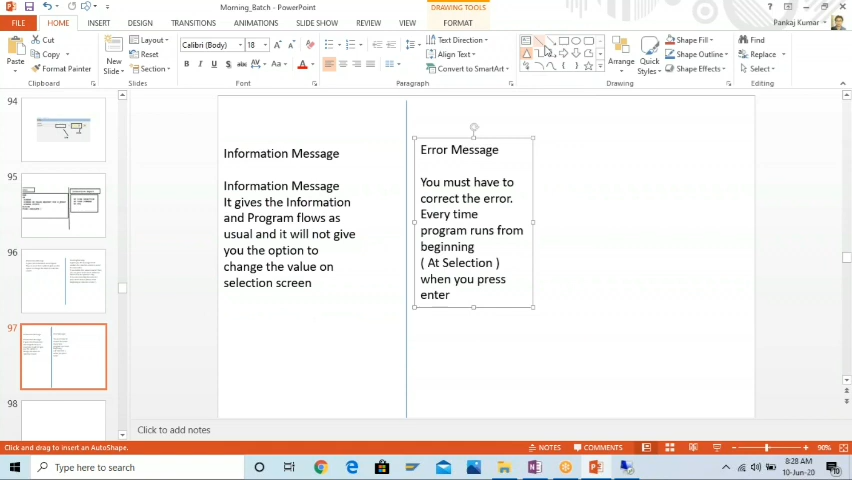 Morning_Batch - PowerPoint
DRAWING TOOLS
FILE HOME INSERT DESIGN TRANSITIONS ANIMATIONS SLIDE SHOW REVIEW VIEW FORMAT
Pankaj Kumar
Paste
Cut
Copy
Format Painter
Clipboard
New
Slide
Layout
Reset
Section
Slides
Calibri (Body) 18
B I U S abc AV Aa A
Font
Paragraph
Text Direction
Align Text
Convert to SmartArt
Arrange
Quick
Styles
Shape Fill
Shape Outline
Shape Effects
Drawing
Find
Replace
Select
Editing
94
95
96
97
98
Information Message
Information Message
It gives the Information
and Program flows as
usual and it will not give
you the option to
change the value on
selection screen
Error Message
You must have to
correct the error.
Every time
program runs from
beginning
( At Selection )
when you press
enter
Click to add notes
Click and drag to insert an AutoShape.
NOTES COMMENTS 90%
Type here to search
8:28 AM
10-Jun-20